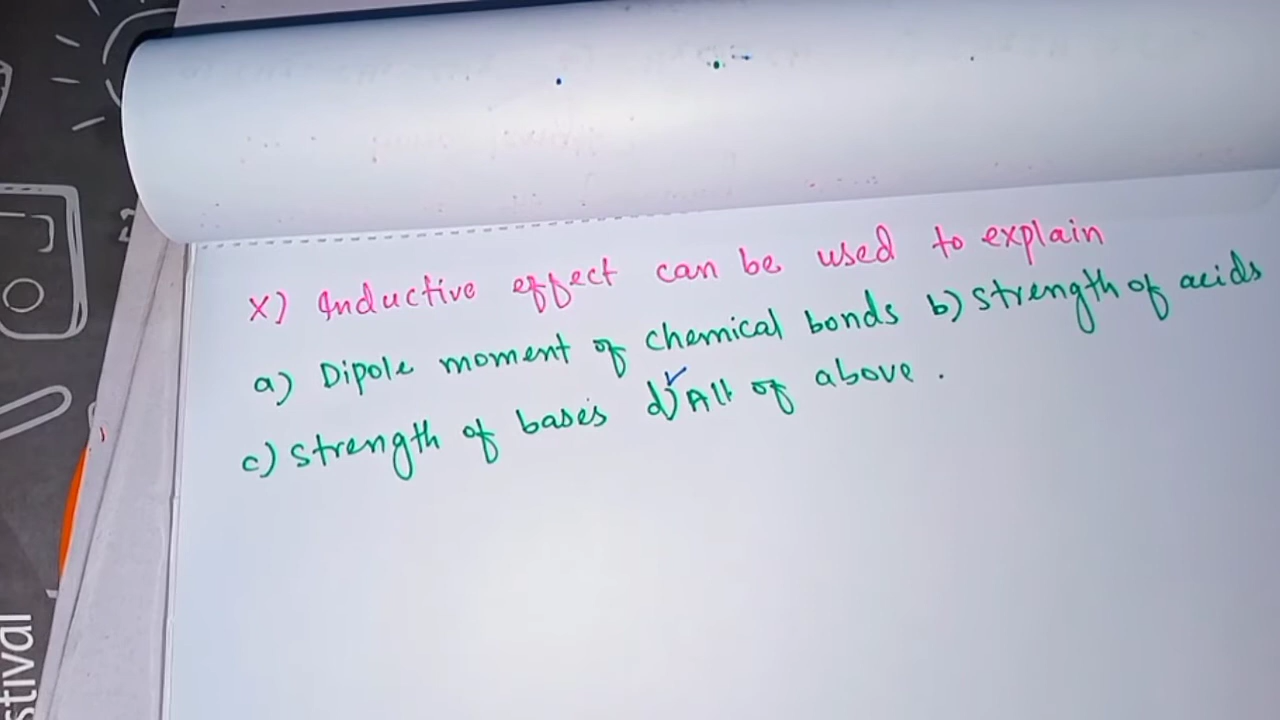 x) Inductive effect can be used to explain
a) Dipole moment of chemical bonds b) strength of acids
c) strength of bases d) All of above .
stival